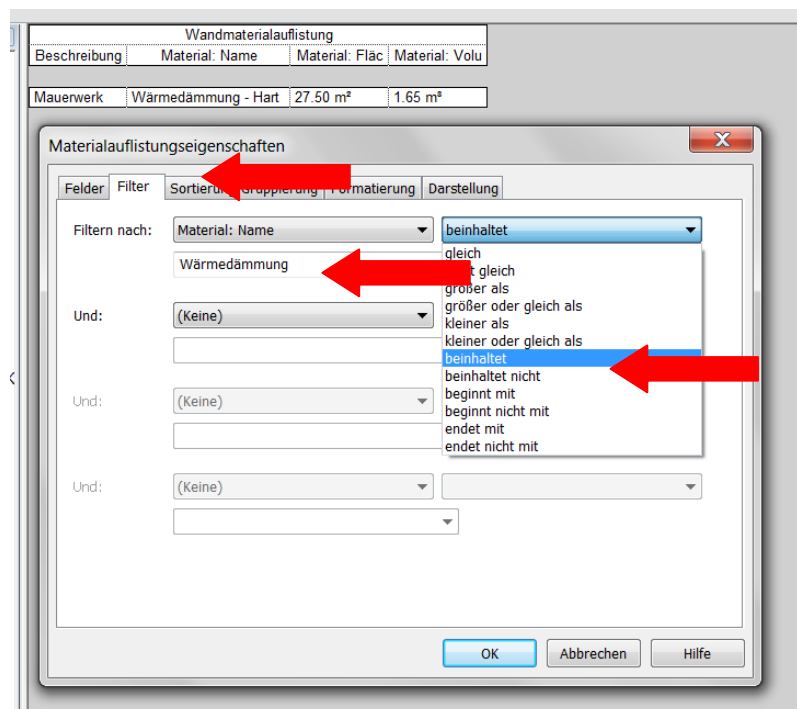 Wandmaterialauflistung
Beschreibung Material: Name Material: Fläc Material: Volu
Mauerwerk Wärmedämmung - Hart 27.50 m² 1.65 m³
Materialauflistungseigenschaften
Felder Filter Sortierung Formatierung Darstellung
Filtern nach: Material: Name beinhaltet
Wärmedämmung
gleich
gleich
größer als
größer oder gleich als
Und: (Keine)
kleiner als
kleiner oder gleich als
beinhaltet
beinhaltet nicht
beginnt mit
Und: (Keine)
beginnt nicht mit
endet mit
endet nicht mit
Und: (Keine)
OK Abbrechen Hilfe